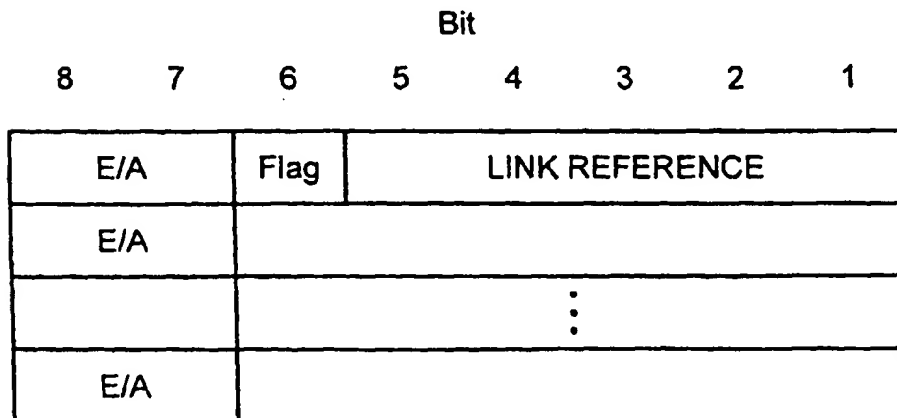 Bit
8 7 6 5 4 3 2 1
E/A Flag LINK REFERENCE
E/A
⋮
E/A